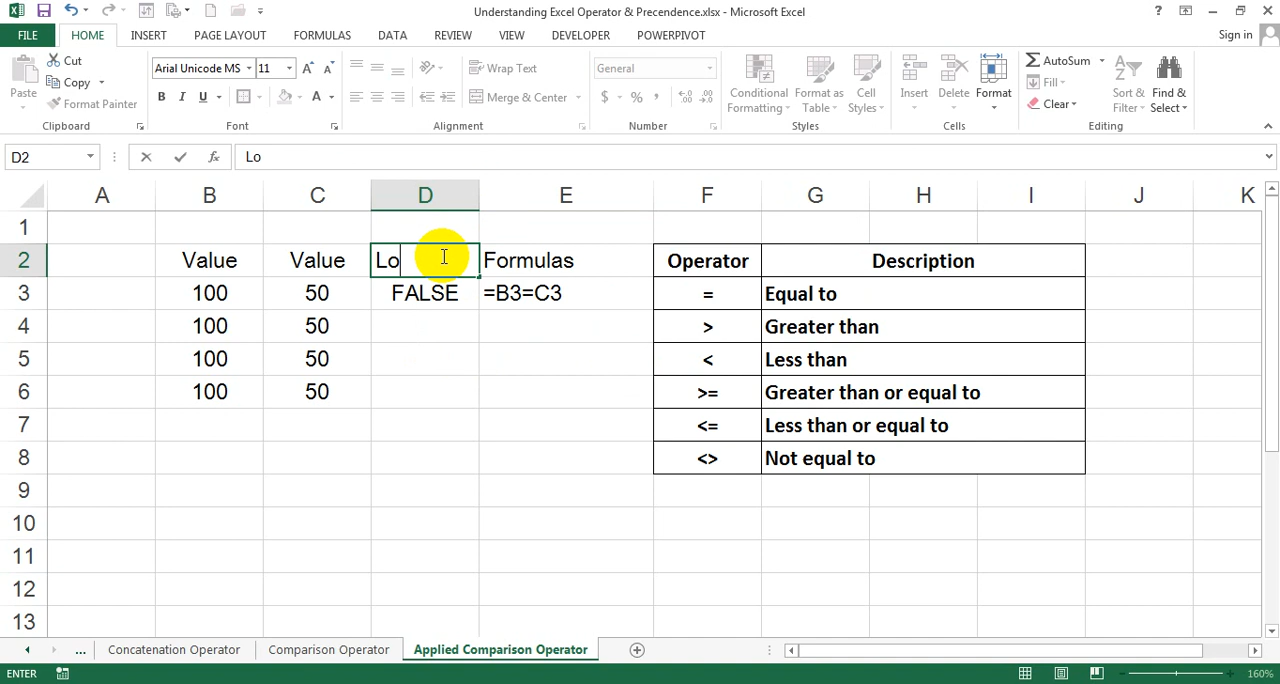 Understanding Excel Operator & Precendence.xlsx - Microsoft Excel
?
Sign in
FILE HOME INSERT PAGE LAYOUT FORMULAS DATA REVIEW VIEW DEVELOPER POWERPIVOT
Paste
Cut
Copy
Format Painter
Clipboard
Arial Unicode MS 11 A A
B I U A
Font
Wrap Text
Merge & Center
Alignment
General
$ % ,
Number
Conditional Formatting
Format as Table
Cell Styles
Styles
Insert
Delete
Format
Cells
AutoSum
Fill
Clear
Sort & Filter
Find & Select
Editing
D2 fx Lo
A B C D E F G H I J K
1
2 Value Value Lo Formulas Operator Description
3 100 50 FALSE =B3=C3 = Equal to
4 100 50 > Greater than
5 100 50 < Less than
6 100 50 >= Greater than or equal to
7 <= Less than or equal to
8 <> Not equal to
9
10
11
12
13
... Concatenation Operator Comparison Operator Applied Comparison Operator
ENTER 160%